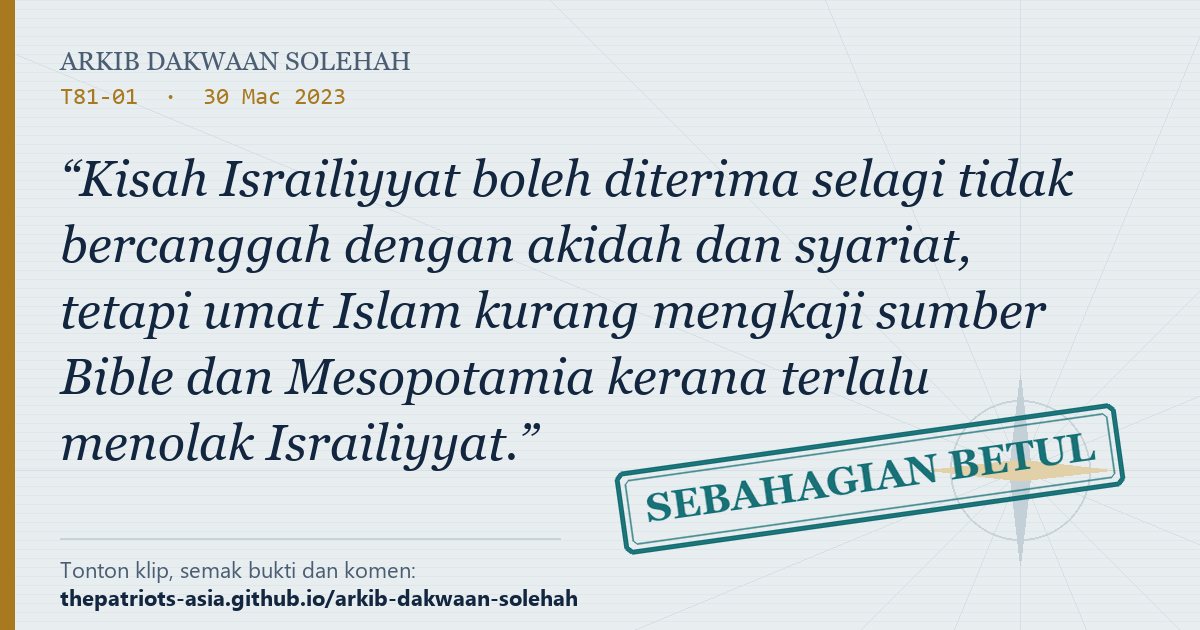 ARKIB DAKWAAN SOLEHAH
T81-01 · 30 Mac 2023
“Kisah Israiliyyat boleh diterima selagi tidak
bercanggah dengan akidah dan syariat,
tetapi umat Islam kurang mengkaji sumber
Bible dan Mesopotamia kerana terlalu
menolak Israiliyyat.”
SEBAHAGIAN BETUL
Tonton klip, semak bukti dan komen:
thepatriots-asia.github.io/arkib-dakwaan-solehah